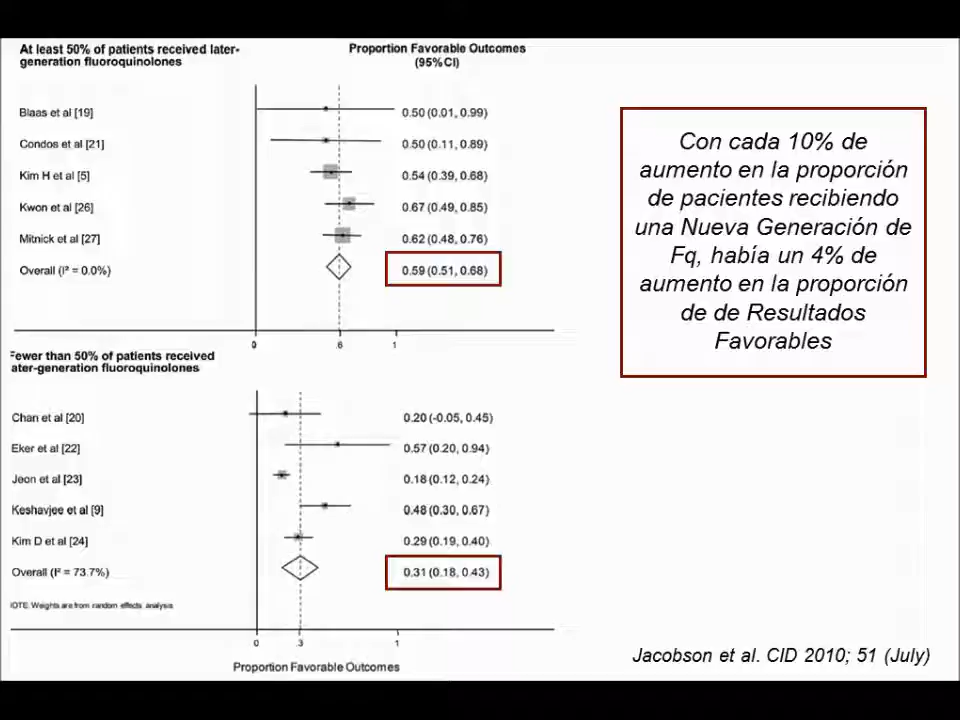 At least 50% of patients received later-
generation fluoroquinolones
Proportion Favorable Outcomes
(95%CI)
Blaas et al [19] 0.50 (0.01, 0.99)
Condos et al [21] 0.50 (0.11, 0.89)
Kim H et al [5] 0.54 (0.39, 0.68)
Kwon et al [26] 0.67 (0.49, 0.85)
Mitnick et al [27] 0.62 (0.48, 0.76)
Overall (I² = 0.0%) 0.59 (0.51, 0.68)
0 .6 1
Fewer than 50% of patients received
ater-generation fluoroquinolones
Chan et al [20] 0.20 (-0.05, 0.45)
Eker et al [22] 0.57 (0.20, 0.94)
Jeon et al [23] 0.18 (0.12, 0.24)
Keshavjee et al [9] 0.48 (0.30, 0.67)
Kim D et al [24] 0.29 (0.19, 0.40)
Overall (I² = 73.7%) 0.31 (0.18, 0.43)
IOTE: Weights are from random effects analysis
0 .3 1
Proportion Favorable Outcomes
Con cada 10% de
aumento en la proporción
de pacientes recibiendo
una Nueva Generación de
Fq, había un 4% de
aumento en la proporción
de de Resultados
Favorables
Jacobson et al. CID 2010; 51 (July)